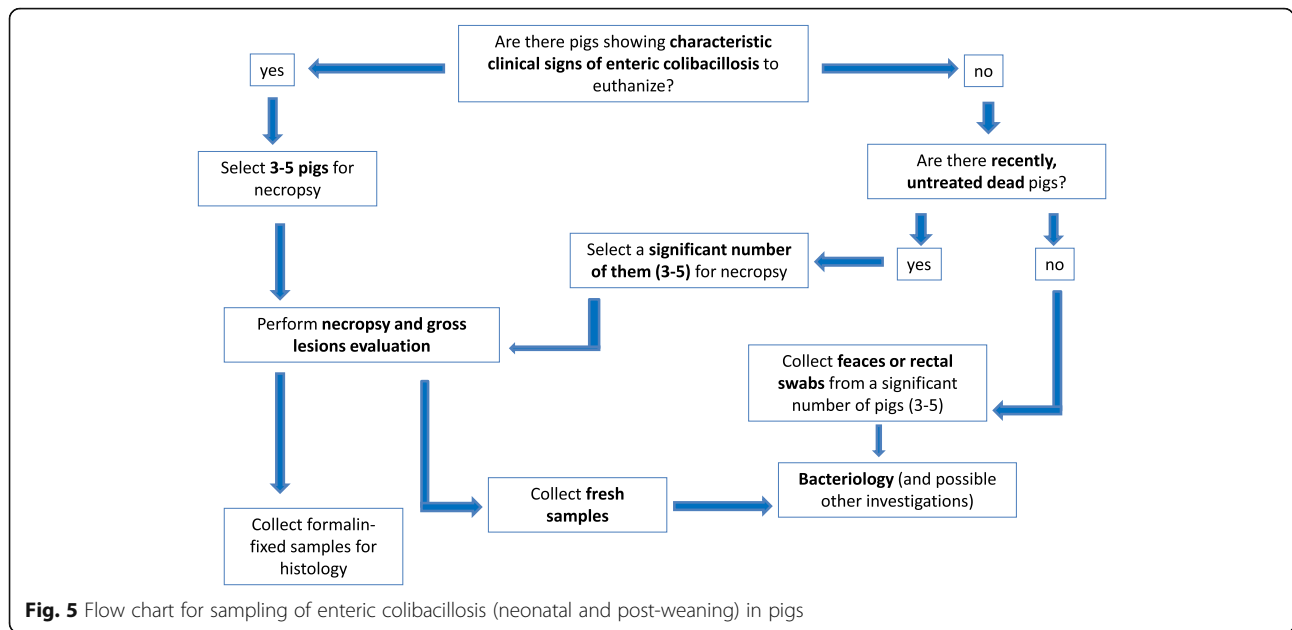 Are there pigs showing characteristic
clinical signs of enteric colibacillosis to
euthanize?
yes
no
Select 3-5 pigs for
necropsy
Are there recently,
untreated dead pigs?
Select a significant number
of them (3-5) for necropsy
yes
no
Perform necropsy and gross
lesions evaluation
Collect feaces or rectal
swabs from a significant
number of pigs (3-5)
Collect fresh
samples
Bacteriology (and possible
other investigations)
Collect formalin-
fixed samples for
histology
Fig. 5 Flow chart for sampling of enteric colibacillosis (neonatal and post-weaning) in pigs